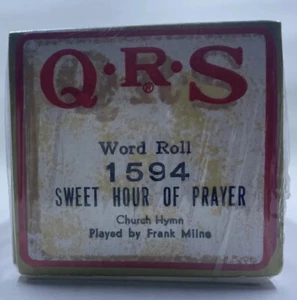 Q·R·S
®
Word Roll
1594
SWEET HOUR OF PRAYER
Church Hymn
Played by Frank Milne